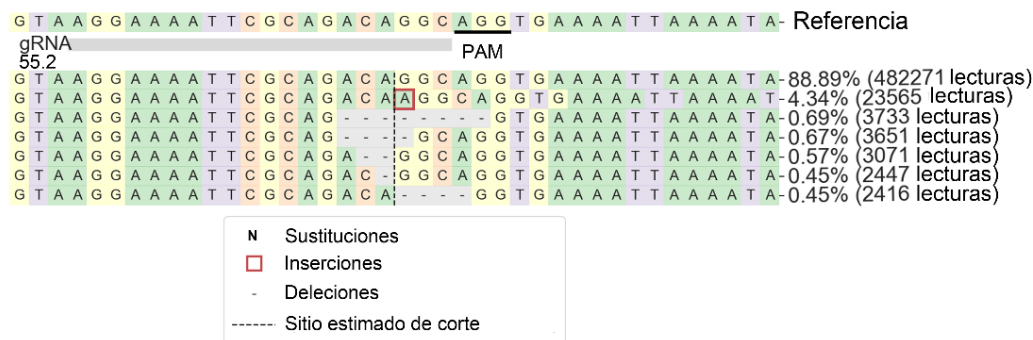 G T A A G G A A A A T T C G C A G A C A G G C A G G T G A A A A T T A A A A T A - Referencia
gRNA
55.2
PAM
G T A A G G A A A A T T C G C A G A C A G G C A G G T G A A A A T T A A A A T A - 88.89% (482271 lecturas)
G T A A G G A A A A T T C G C A G A C A A G G C A G G T G A A A A T T A A A A T - 4.34% (23565 lecturas)
G T A A G G A A A A T T C G C A G - - - - - - - - G T G A A A A T T A A A A T A - 0.69% (3733 lecturas)
G T A A G G A A A A T T C G C A G - - - - G C A G G T G A A A A T T A A A A T A - 0.67% (3651 lecturas)
G T A A G G A A A A T T C G C A G A - - G G C A G G T G A A A A T T A A A A T A - 0.57% (3071 lecturas)
G T A A G G A A A A T T C G C A G A C - G G C A G G T G A A A A T T A A A A T A - 0.45% (2447 lecturas)
G T A A G G A A A A T T C G C A G A C A - - - - G G T G A A A A T T A A A A T A - 0.45% (2416 lecturas)
N Sustituciones
Inserciones
- Deleciones
------- Sitio estimado de corte